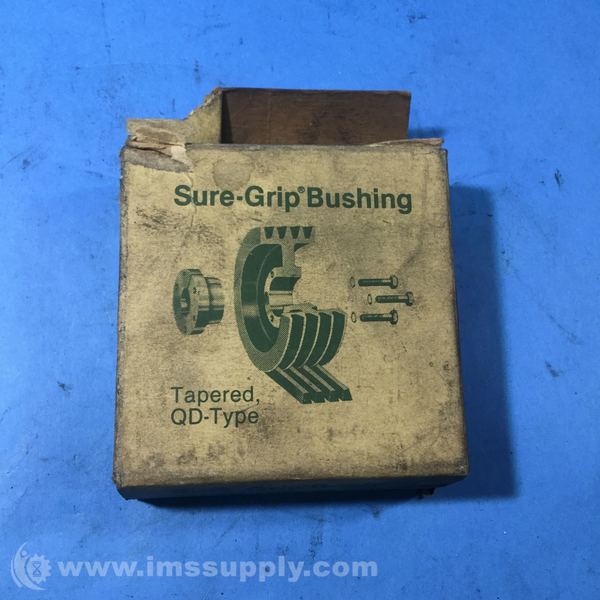 Sure-Grip® Bushing
Tapered,
QD-Type
www.imssupply.com